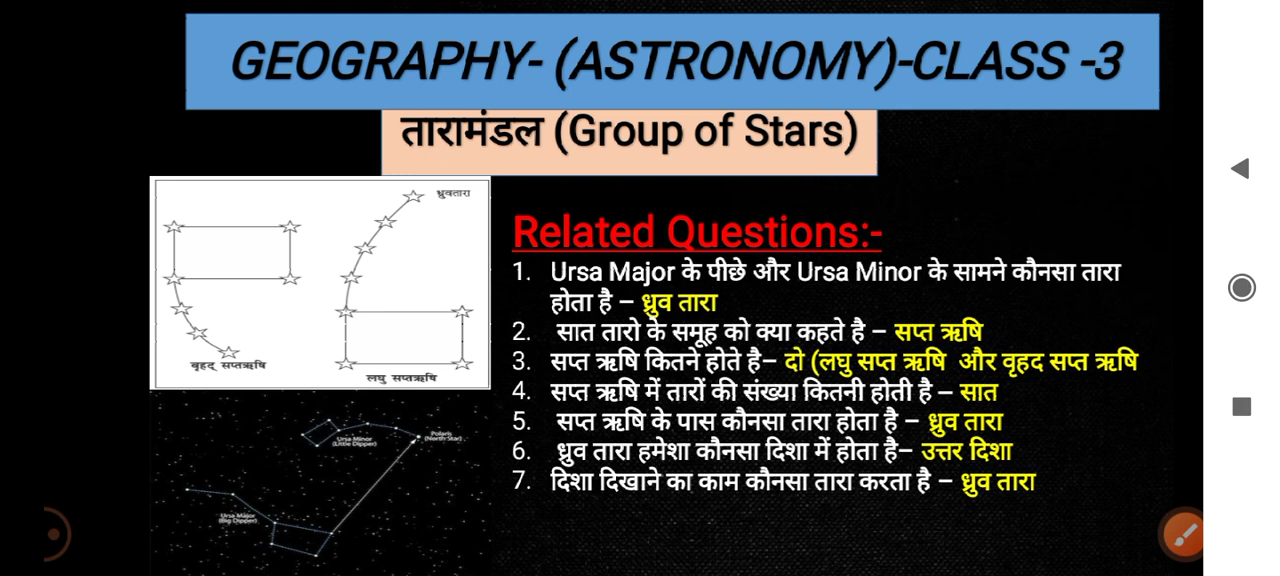 GEOGRAPHY- (ASTRONOMY)-CLASS -3
तारामंडल (Group of Stars)
ध्रुवतारा
बृहद् सप्तऋषि
लघु सप्तऋषि
Ursa Minor
(Little Dipper)
Polaris
(North Star)
Ursa Major
(Big Dipper)
Related Questions:-
1. Ursa Major के पीछे और Ursa Minor के सामने कौनसा तारा
होता है – ध्रुव तारा
2. सात तारो के समूह को क्या कहते है – सप्त ऋषि
3. सप्त ऋषि कितने होते है– दो (लघु सप्त ऋषि और वृहद सप्त ऋषि
4. सप्त ऋषि में तारों की संख्या कितनी होती है – सात
5. सप्त ऋषि के पास कौनसा तारा होता है – ध्रुव तारा
6. ध्रुव तारा हमेशा कौनसा दिशा में होता है– उत्तर दिशा
7. दिशा दिखाने का काम कौनसा तारा करता है – ध्रुव तारा